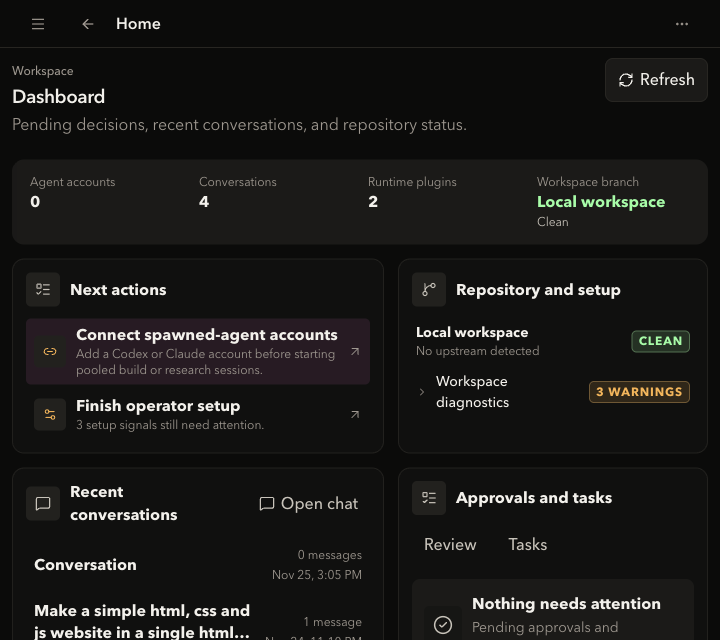 Home
Workspace
Dashboard
Pending decisions, recent conversations, and repository status.
Refresh
Agent accounts
0
Conversations
4
Runtime plugins
2
Workspace branch
Local workspace
Clean
Next actions
Connect spawned-agent accounts
Add a Codex or Claude account before starting
pooled build or research sessions.
Finish operator setup
3 setup signals still need attention.
Repository and setup
Local workspace
No upstream detected
CLEAN
Workspace
diagnostics
3 WARNINGS
Recent
conversations
Open chat
Conversation
0 messages
Nov 25, 3:05 PM
Make a simple html, css and
js website in a single html...
1 message
Approvals and tasks
Review Tasks
Nothing needs attention
Pending approvals and